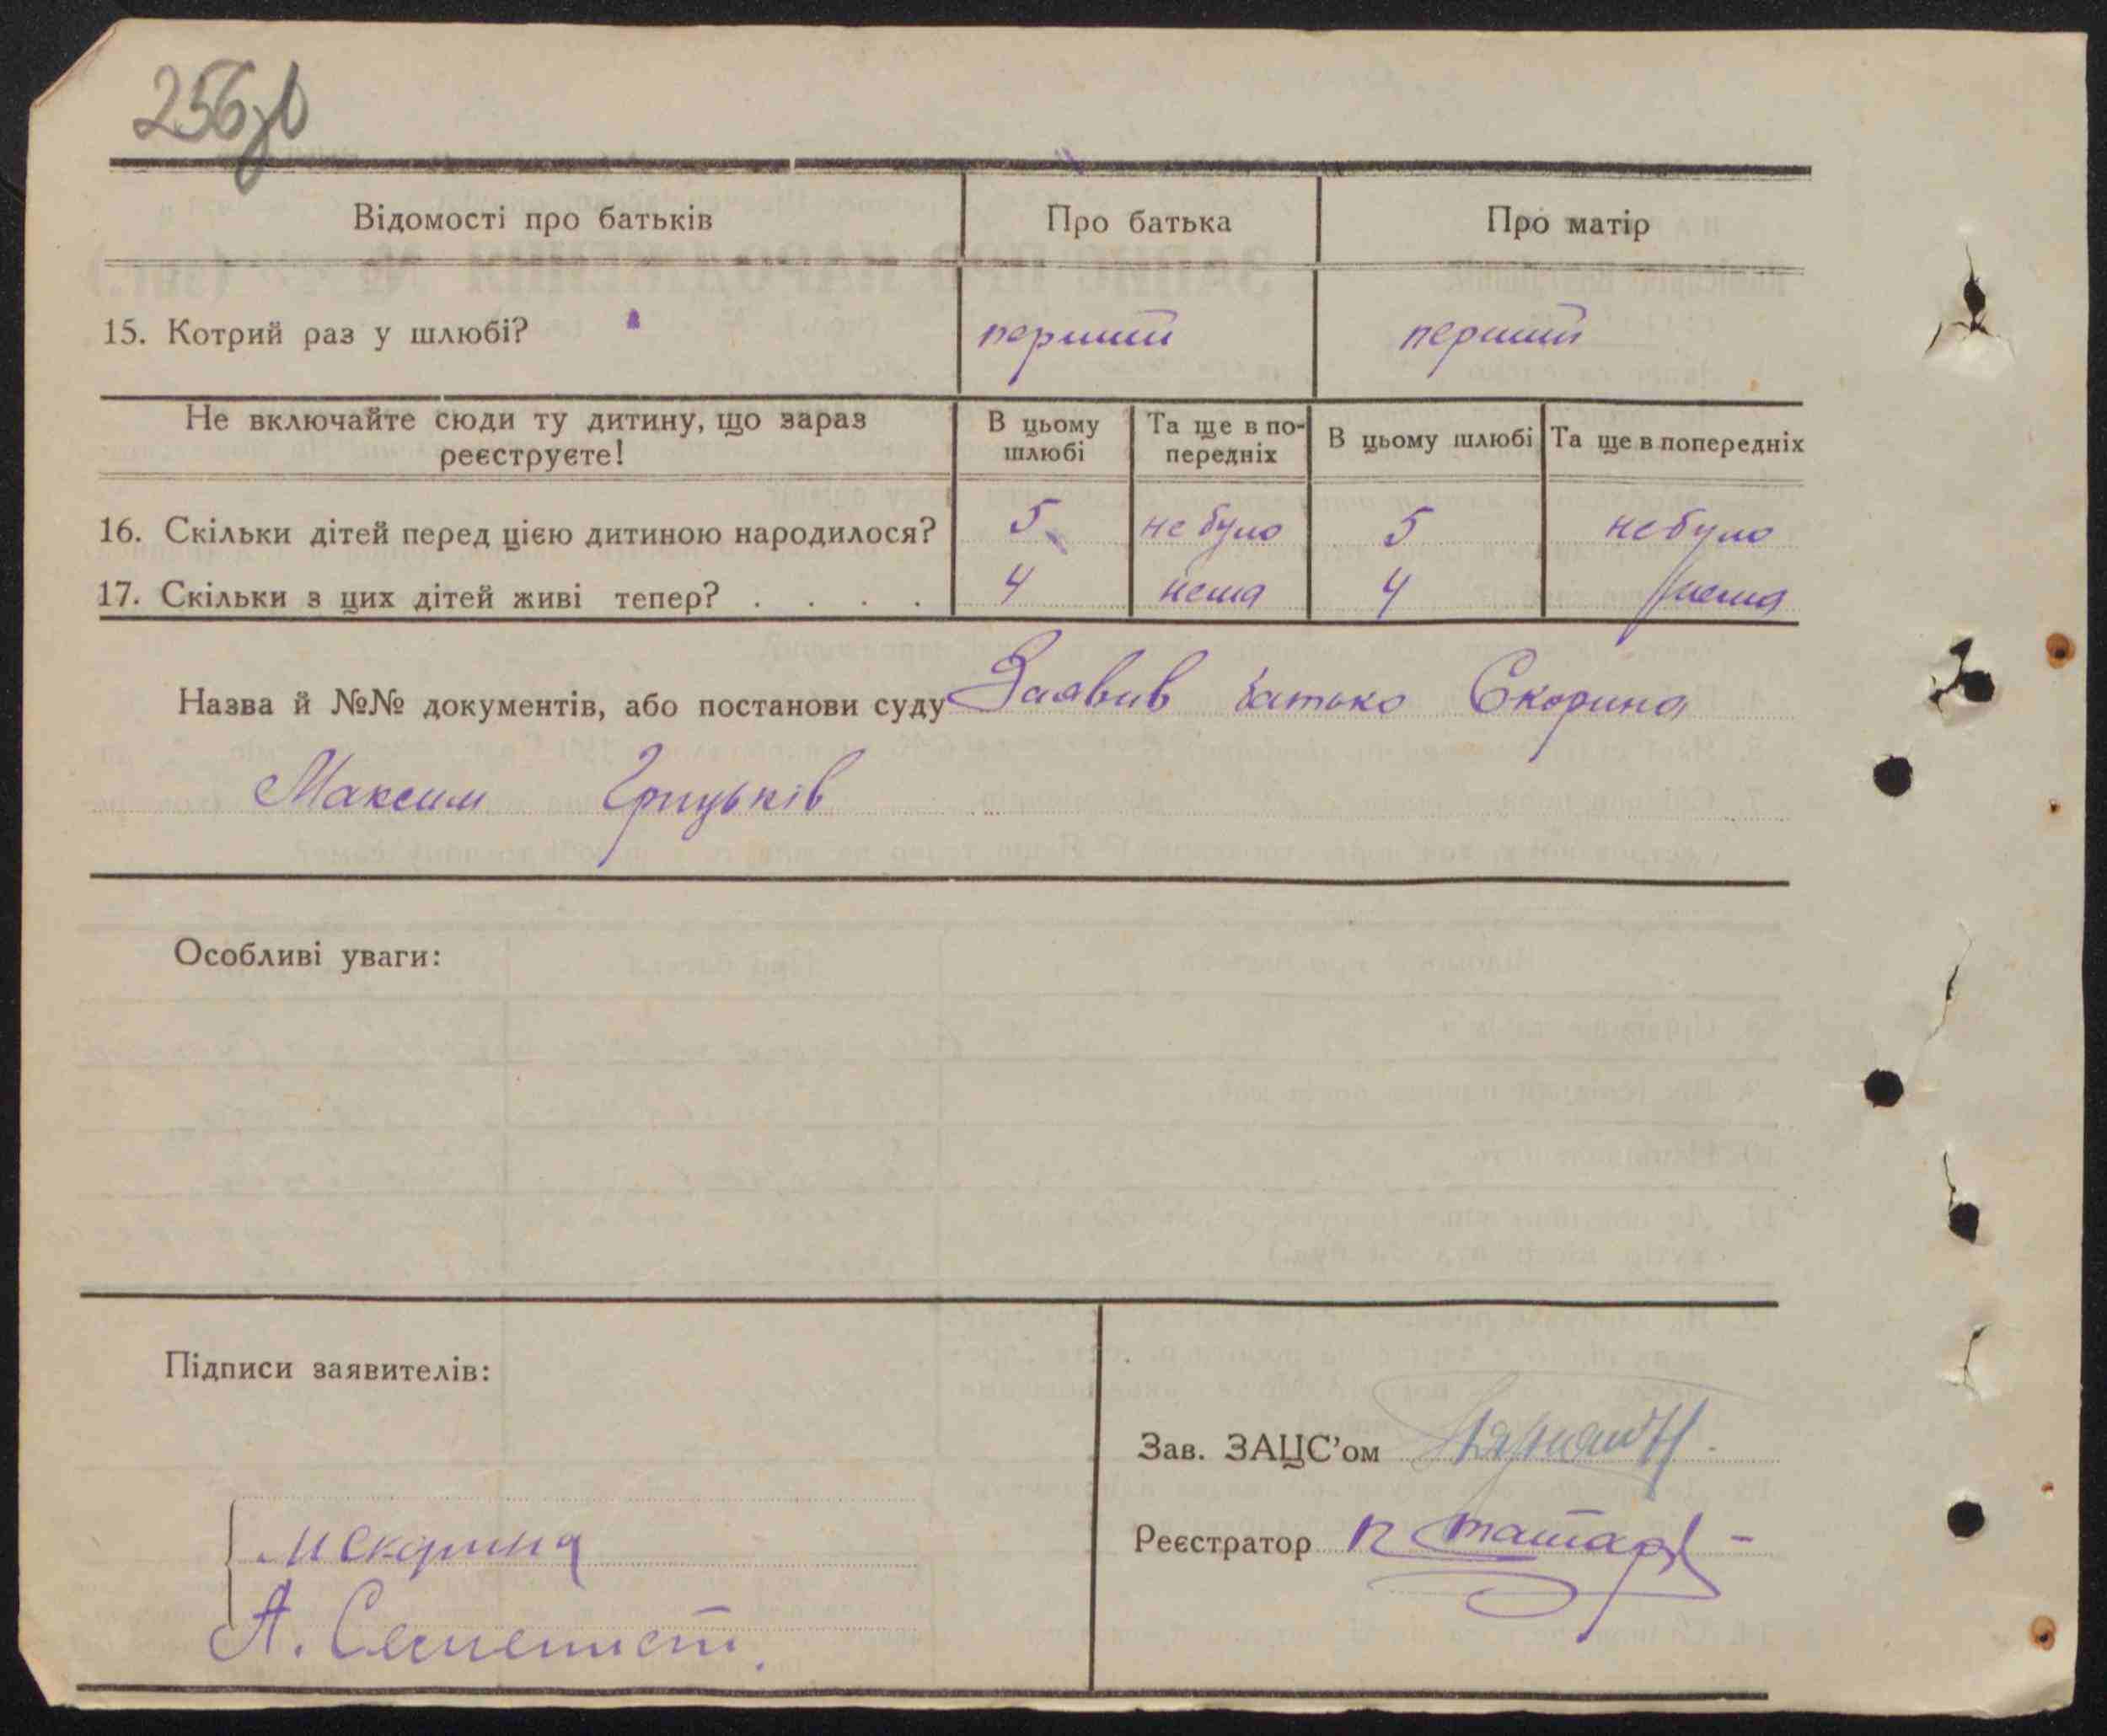 256зв
Відомості про батьків Про батька Про матір
15. Котрий раз у шлюбі? перший перший
Не включайте сюди ту дитину, що зараз реєструєте! В цьому шлюбі Та ще в попередніх В цьому шлюбі Та ще в попередніх
16. Скільки дітей перед цією дитиною народилося? 5 не було 5 не було
17. Скільки з цих дітей живі тепер? . . . . 4 нема 4 нема
Назва й №№ документів, або постанови суду Заявив батько Скорина
Максим Грицьків
Особливі уваги:
Підписи заявителів:
Зав. ЗАЦС'ом
М Скорина
Реєстратор П
А.